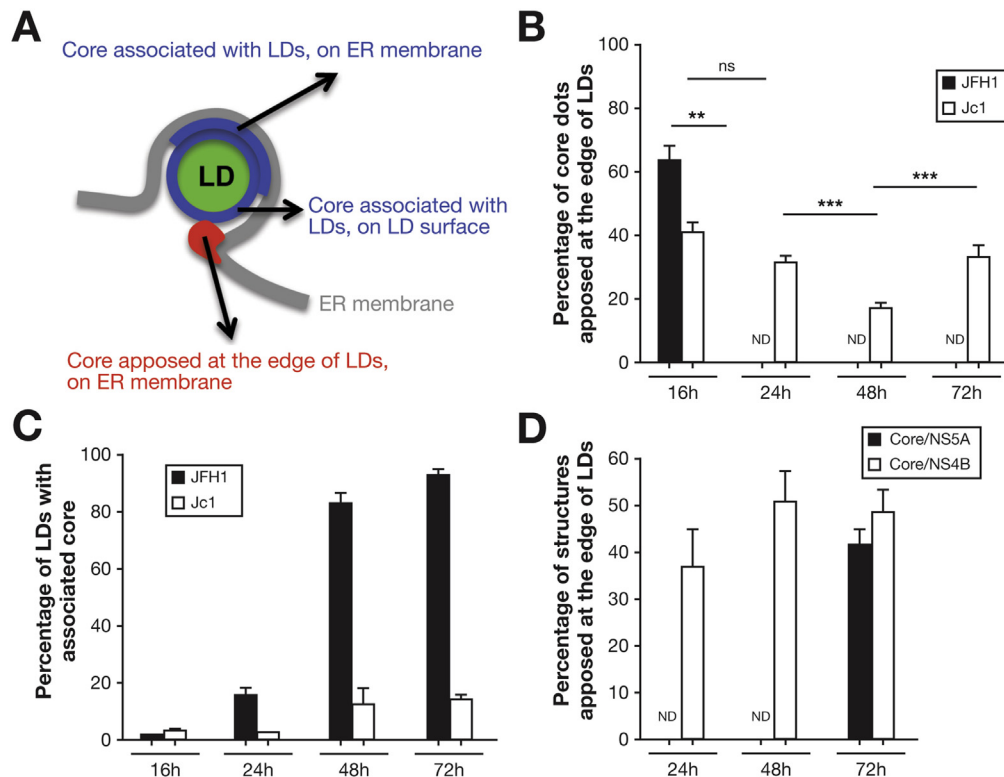 A
Core associated with LDs, on ER membrane
LD
Core associated with
LDs, on LD surface
ER membrane
Core apposed at the edge of LDs,
on ER membrane
B
Percentage of core dots
apposed at the edge of LDs
100
80
60
40
20
0
ns
**
***
***
JFH1
Jc1
ND
ND
ND
16h
24h
48h
72h
C
Percentage of LDs with
associated core
100
80
60
40
20
0
JFH1
Jc1
16h
24h
48h
72h
D
Percentage of structures
apposed at the edge of LDs
60
50
40
30
20
10
0
Core/NS5A
Core/NS4B
ND
ND
24h
48h
72h